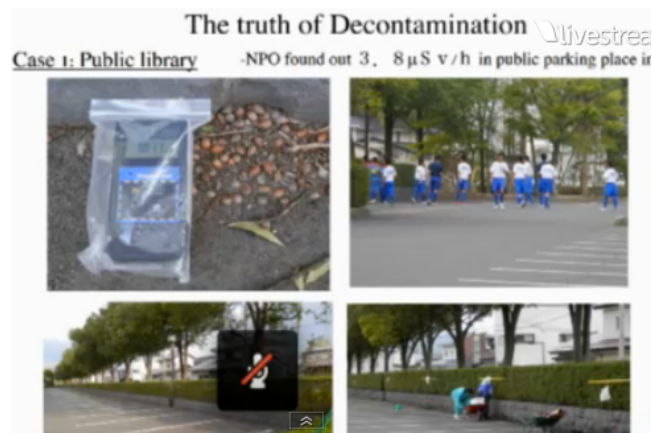 The truth of Decontamination
livestrea
Case 1: Public library
-NPO found out 3. 8μS v/h in public parking place in